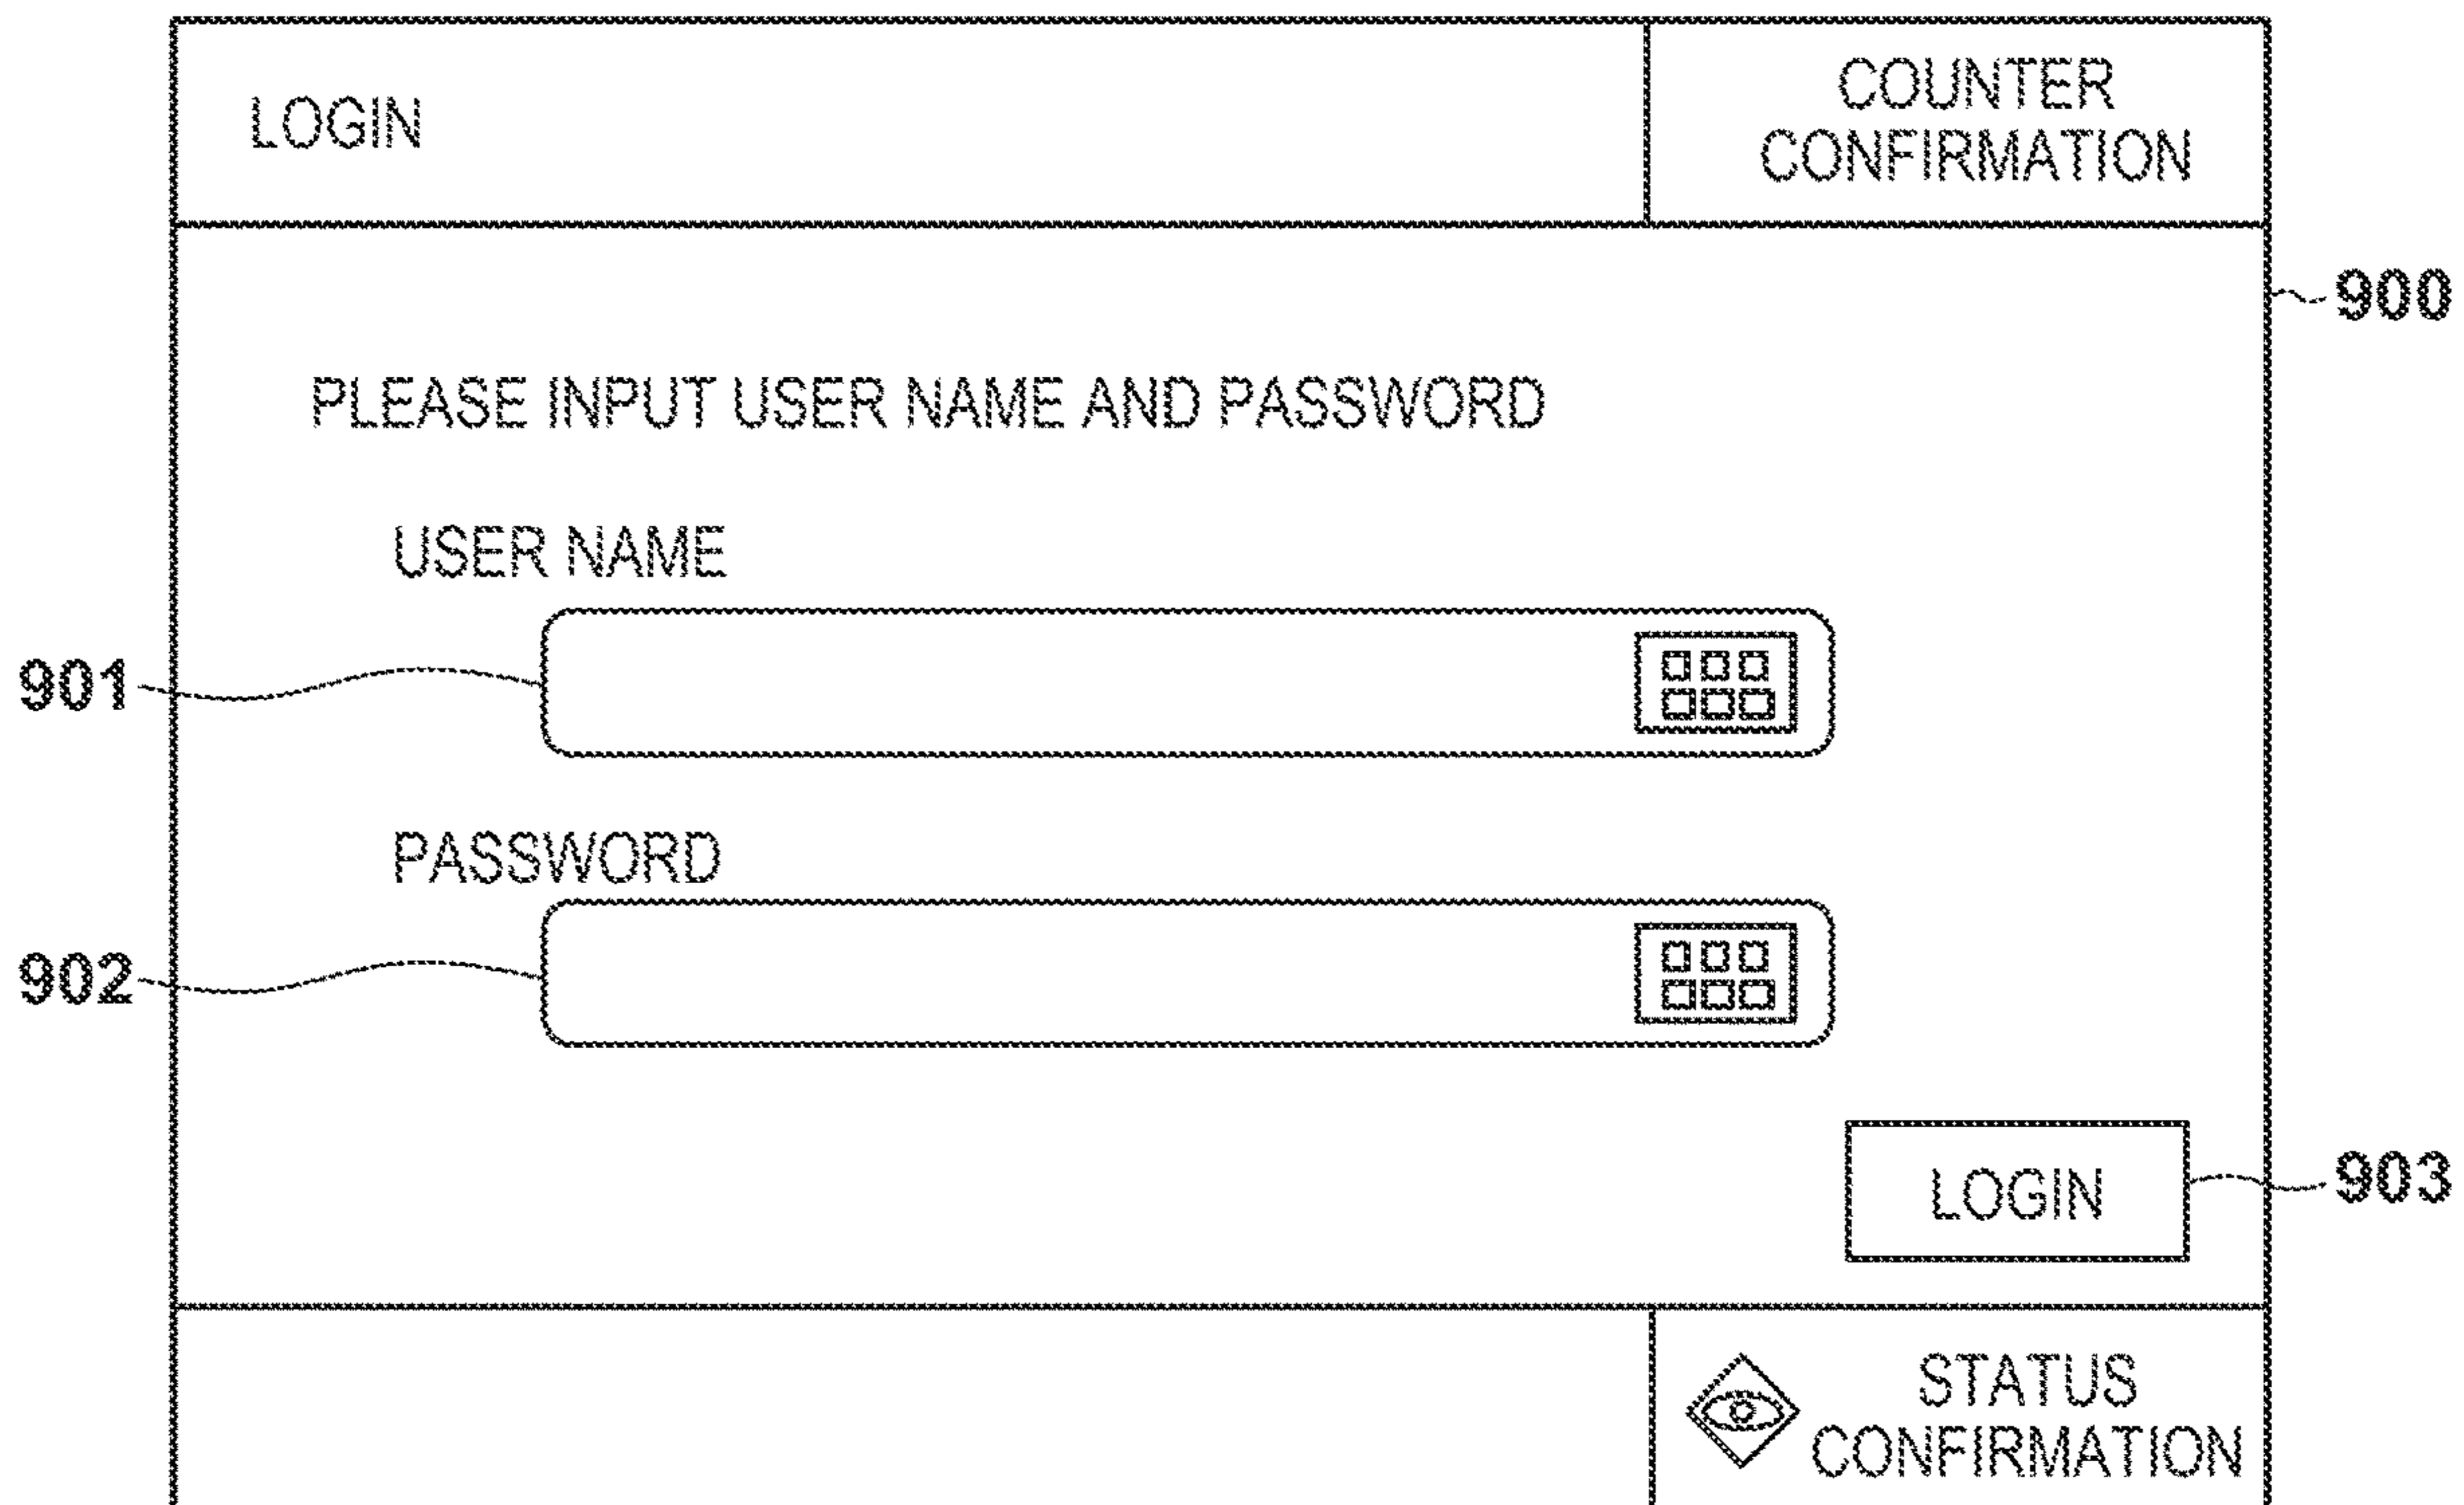 LOGIN
COUNTER
CONFIRMATION
900
PLEASE INPUT USER NAME AND PASSWORD
USER NAME
901
PASSWORD
902
LOGIN
903
STATUS
CONFIRMATION